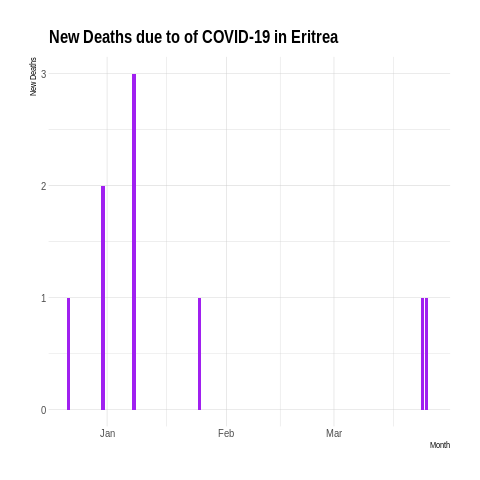 New Deaths due to of COVID-19 in Eritrea
New Deaths
3
2
1
0
Jan Feb Mar
Month